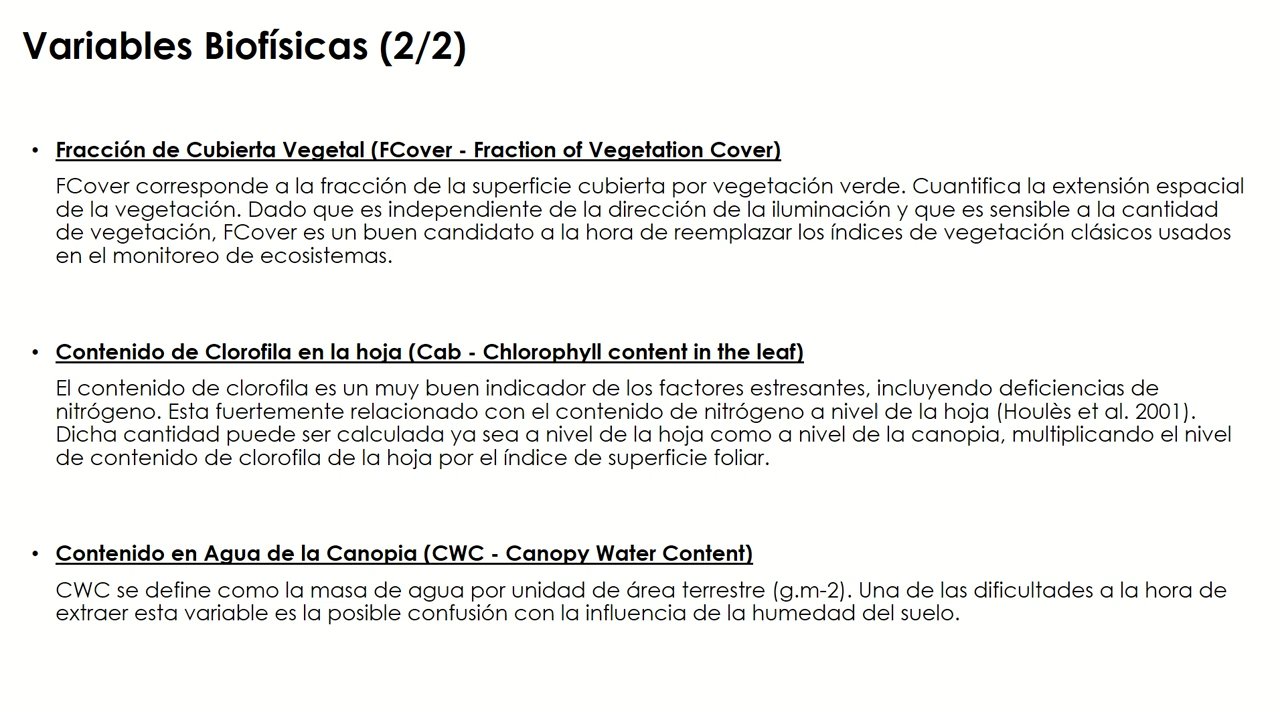 Variables Biofísicas (2/2)
• Fracción de Cubierta Vegetal (FCover - Fraction of Vegetation Cover)
FCover corresponde a la fracción de la superficie cubierta por vegetación verde. Cuantifica la extensión espacial
de la vegetación. Dado que es independiente de la dirección de la iluminación y que es sensible a la cantidad
de vegetación, FCover es un buen candidato a la hora de reemplazar los índices de vegetación clásicos usados
en el monitoreo de ecosistemas.
• Contenido de Clorofila en la hoja (Cab - Chlorophyll content in the leaf)
El contenido de clorofila es un muy buen indicador de los factores estresantes, incluyendo deficiencias de
nitrógeno. Esta fuertemente relacionado con el contenido de nitrógeno a nivel de la hoja (Houlès et al. 2001).
Dicha cantidad puede ser calculada ya sea a nivel de la hoja como a nivel de la canopia, multiplicando el nivel
de contenido de clorofila de la hoja por el índice de superficie foliar.
• Contenido en Agua de la Canopia (CWC - Canopy Water Content)
CWC se define como la masa de agua por unidad de área terrestre (g.m-2). Una de las dificultades a la hora de
extraer esta variable es la posible confusión con la influencia de la humedad del suelo.